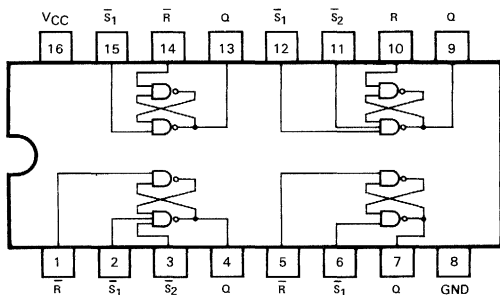 VCC S̅1 R̅ Q S̅1 S̅2 R Q
16 15 14 13 12 11 10 9
1 2 3 4 5 6 7 8
R̅ S̅1 S̅2 Q R̅ S̅1 Q GND